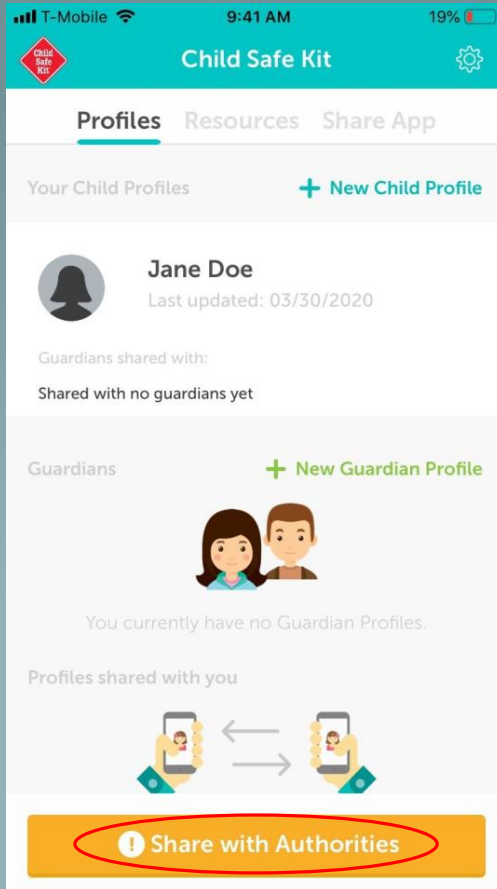 T-Mobile 9:41 AM 19%
Child Safe Kit
Child Safe Kit
Profiles Resources Share App
Your Child Profiles + New Child Profile
Jane Doe
Last updated: 03/30/2020
Guardians shared with:
Shared with no guardians yet
Guardians + New Guardian Profile
You currently have no Guardian Profiles.
Profiles shared with you
! Share with Authorities